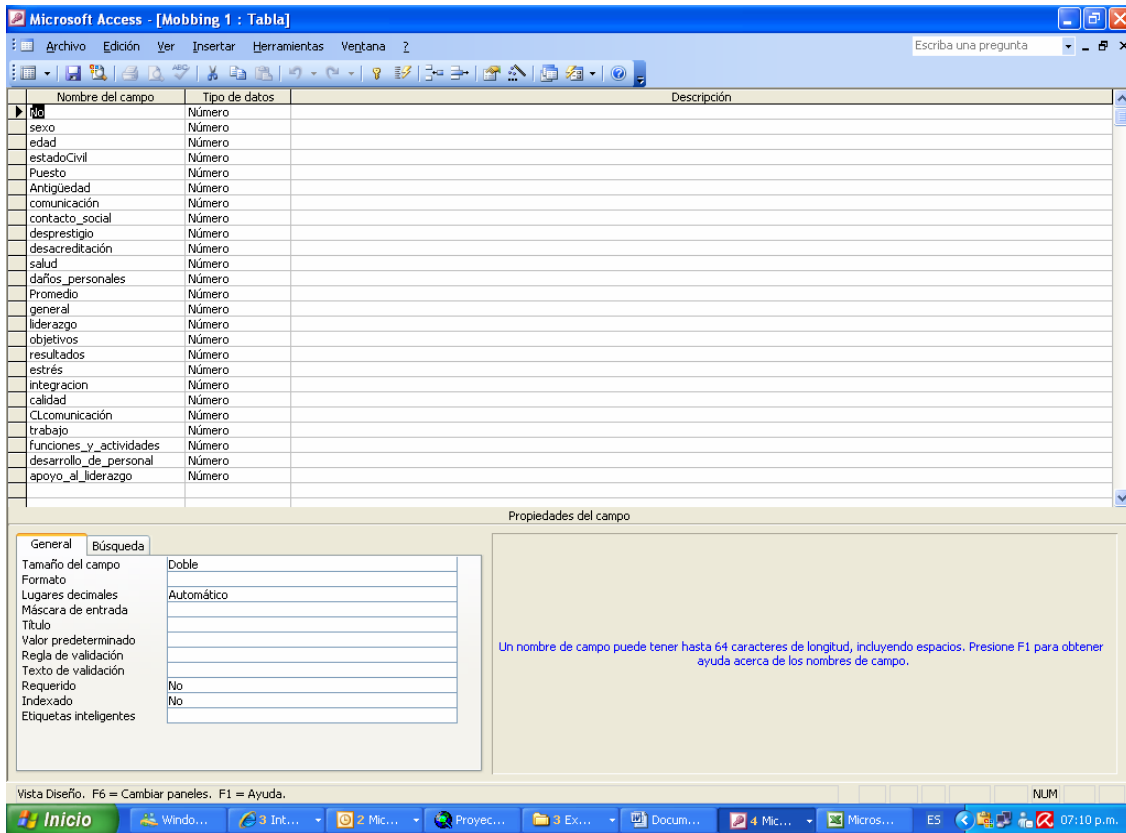 Microsoft Access - [Mobbing 1 : Tabla]
Archivo Edición Ver Insertar Herramientas Ventana ? Escriba una pregunta
Nombre del campo Tipo de datos Descripción
No Número
sexo Número
edad Número
estadoCivil Número
Puesto Número
Antigüedad Número
comunicación Número
contacto_social Número
desprestigio Número
desacreditación Número
salud Número
daños_personales Número
Promedio Número
general Número
liderazgo Número
objetivos Número
resultados Número
estrés Número
integracion Número
calidad Número
CLcomunicación Número
trabajo Número
funciones_y_actividades Número
desarrollo_de_personal Número
apoyo_al_liderazgo Número
Propiedades del campo
General Búsqueda
Tamaño del campo Doble
Formato
Lugares decimales Automático
Máscara de entrada
Título
Valor predeterminado
Regla de validación
Texto de validación
Requerido No
Indexado No
Etiquetas inteligentes
Un nombre de campo puede tener hasta 64 caracteres de longitud, incluyendo espacios. Presione F1 para obtener
ayuda acerca de los nombres de campo.
Vista Diseño. F6 = Cambiar paneles. F1 = Ayuda. NUM
Inicio Windo... 3 Int... 2 Mic... Proyec... 3 Ex... Docum... 4 Mic... Micros... ES 07:10 p.m.